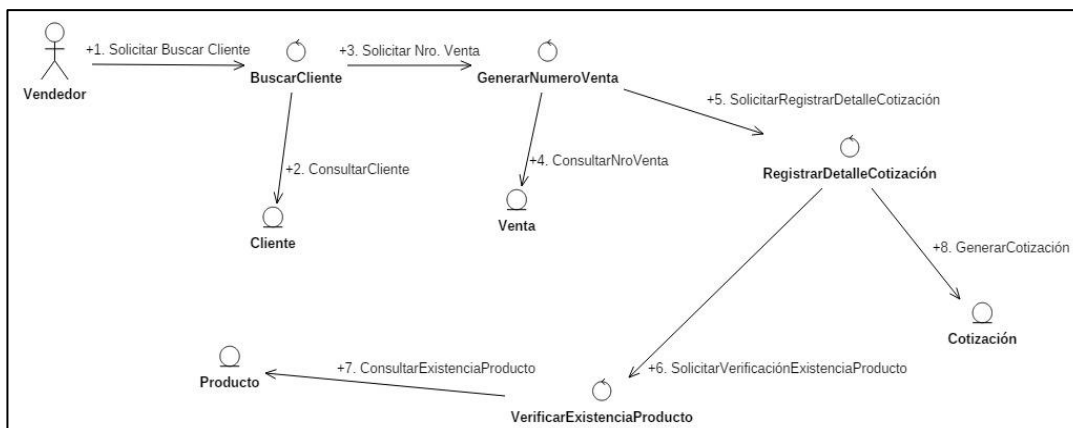 +1. Solicitar Buscar Cliente
+3. Solicitar Nro. Venta
Vendedor
BuscarCliente
GenerarNumeroVenta
+5. SolicitarRegistrarDetalleCotización
+2. ConsultarCliente
+4. ConsultarNroVenta
RegistrarDetalleCotización
Cliente
Venta
+8. GenerarCotización
Cotización
+7. ConsultarExistenciaProducto
+6. SolicitarVerificaciónExistenciaProducto
Producto
VerificarExistenciaProducto